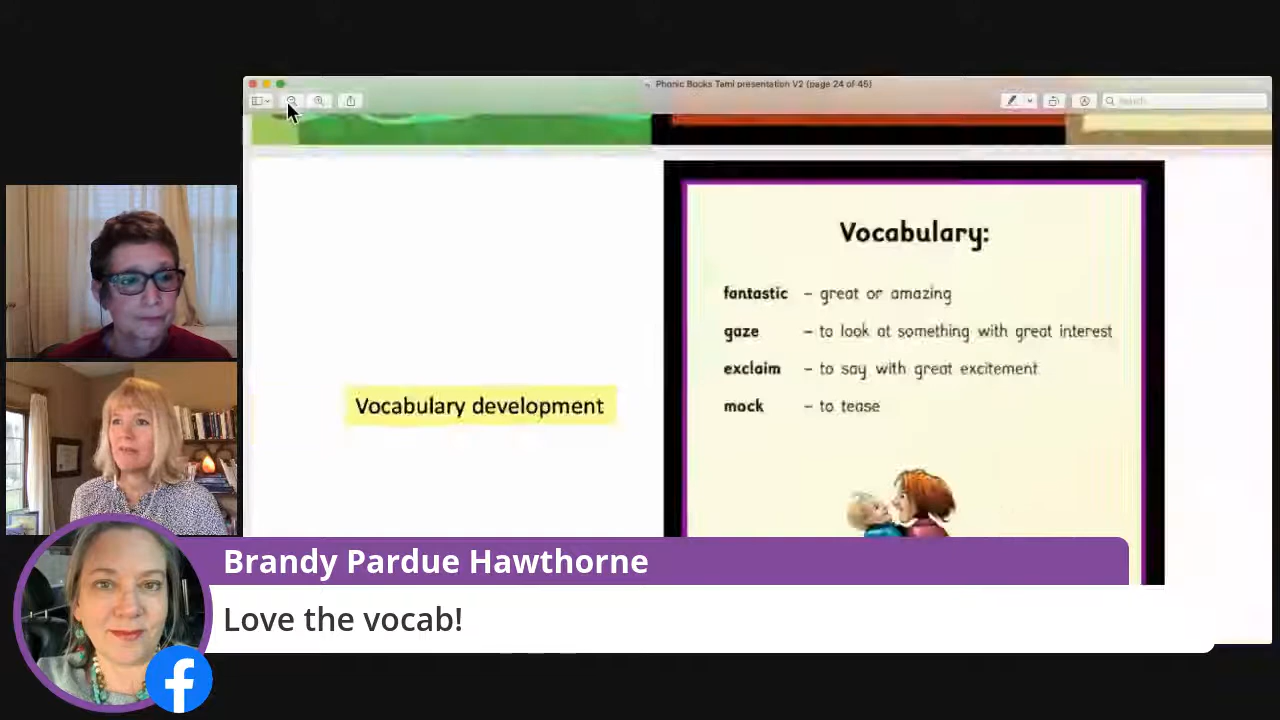 Phonic Books Tami presentation V2 (page 24 of 45)
Search
Vocabulary:
fantastic – great or amazing
gaze – to look at something with great interest
exclaim – to say with great excitement
mock – to tease
Vocabulary development
Brandy Pardue Hawthorne
Love the vocab!